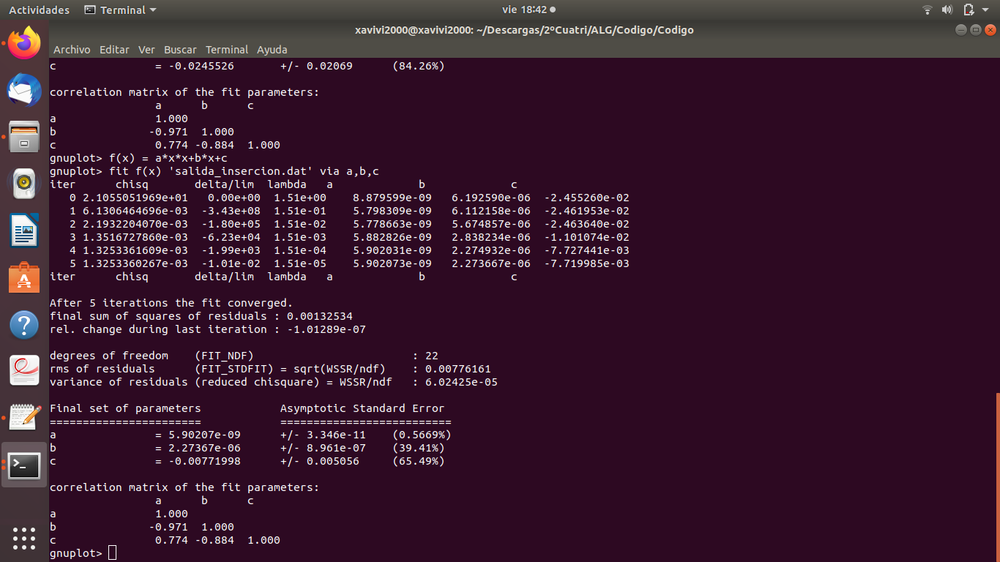 Actividades
Terminal
vie 18:42
xavivi2000@xavivi2000: ~/Descargas/2ºCuatri/ALG/Codigo/Codigo
Archivo Editar Ver Buscar Terminal Ayuda
c = -0.0245526 +/- 0.02069 (84.26%)
correlation matrix of the fit parameters:
a b c
a 1.000
b -0.971 1.000
c 0.774 -0.884 1.000
gnuplot> f(x) = a*x*x+b*x+c
gnuplot> fit f(x) 'salida_insercion.dat' via a,b,c
iter chisq delta/lim lambda a b c
0 2.1055051969e+01 0.00e+00 1.51e+00 8.879599e-09 6.192590e-06 -2.455260e-02
1 6.1306464696e-03 -3.43e+08 1.51e-01 5.798309e-09 6.112158e-06 -2.461953e-02
2 2.1932204070e-03 -1.80e+05 1.51e-02 5.778663e-09 5.674857e-06 -2.463640e-02
3 1.3516727860e-03 -6.23e+04 1.51e-03 5.882826e-09 2.838234e-06 -1.101074e-02
4 1.3253361609e-03 -1.99e+03 1.51e-04 5.902031e-09 2.274932e-06 -7.727441e-03
5 1.3253360267e-03 -1.01e-02 1.51e-05 5.902073e-09 2.273667e-06 -7.719985e-03
iter chisq delta/lim lambda a b c
After 5 iterations the fit converged.
final sum of squares of residuals : 0.00132534
rel. change during last iteration : -1.01289e-07
degrees of freedom (FIT_NDF) : 22
rms of residuals (FIT_STDFIT) = sqrt(WSSR/ndf) : 0.00776161
variance of residuals (reduced chisquare) = WSSR/ndf : 6.02425e-05
Final set of parameters Asymptotic Standard Error
======================= ==========================
a = 5.90207e-09 +/- 3.346e-11 (0.5669%)
b = 2.27367e-06 +/- 8.961e-07 (39.41%)
c = -0.00771998 +/- 0.005056 (65.49%)
correlation matrix of the fit parameters:
a b c
a 1.000
b -0.971 1.000
c 0.774 -0.884 1.000
gnuplot>